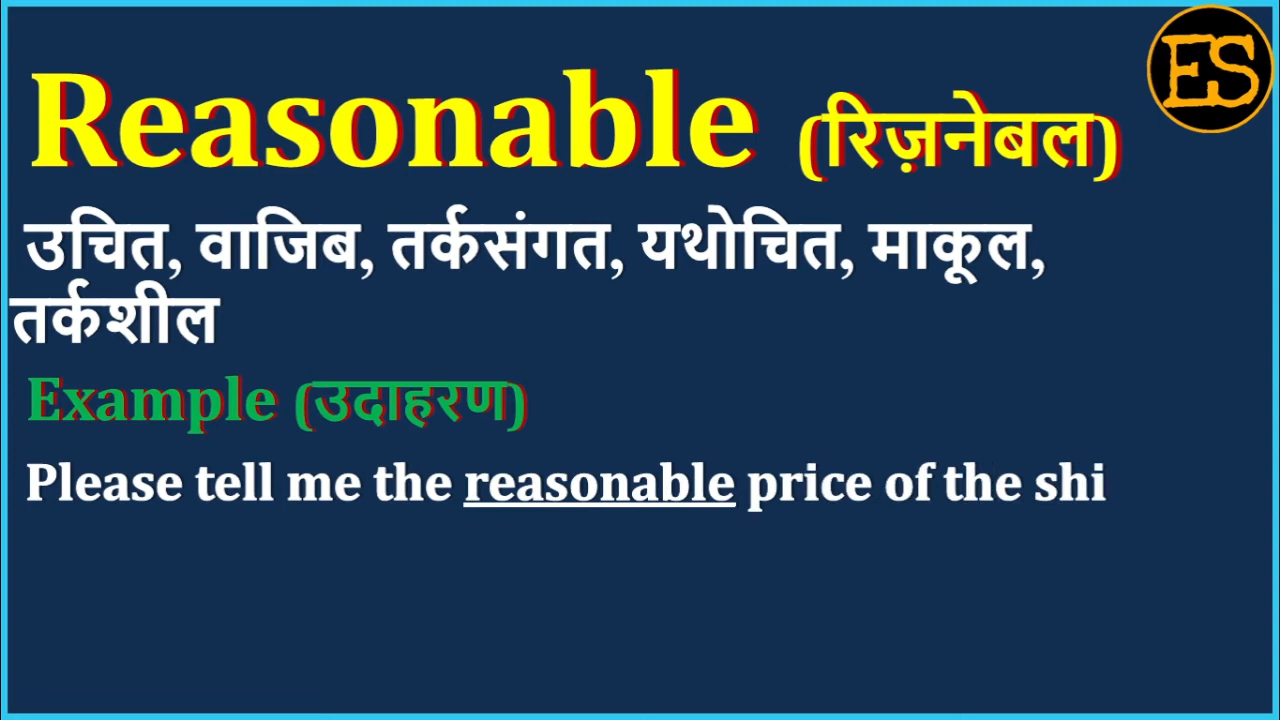 ES
Reasonable (रिज़नेबल)
उचित, वाजिब, तर्कसंगत, यथोचित, माकूल,
तर्कशील
Example (उदाहरण)
Please tell me the reasonable price of the shi